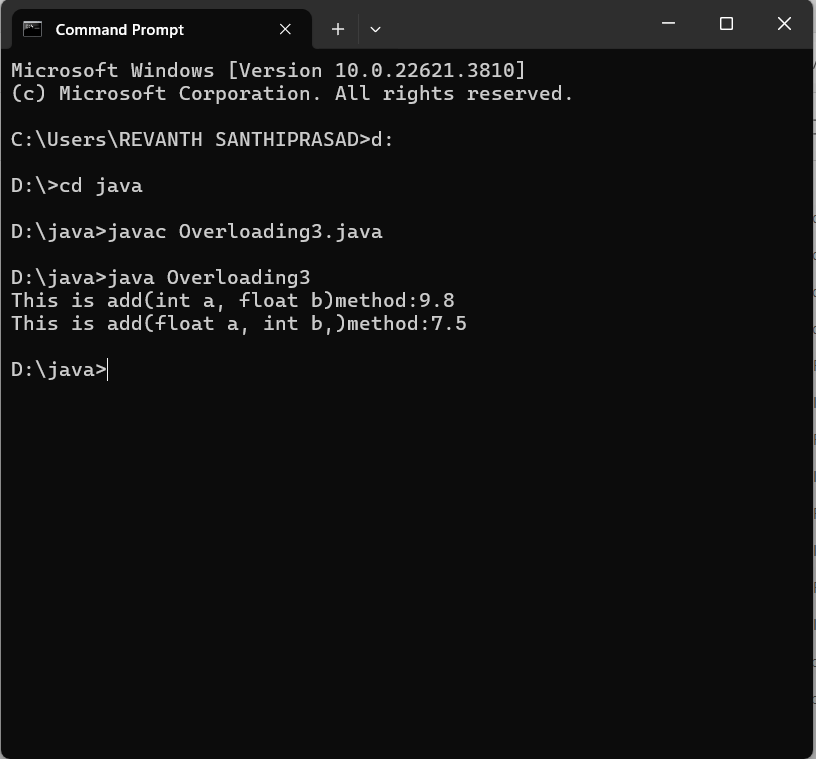 Command Prompt
Microsoft Windows [Version 10.0.22621.3810]
(c) Microsoft Corporation. All rights reserved.
C:\Users\REVANTH SANTHIPRASAD>d:
D:\>cd java
D:\java>javac Overloading3.java
D:\java>java Overloading3
This is add(int a, float b)method:9.8
This is add(float a, int b,)method:7.5
D:\java>